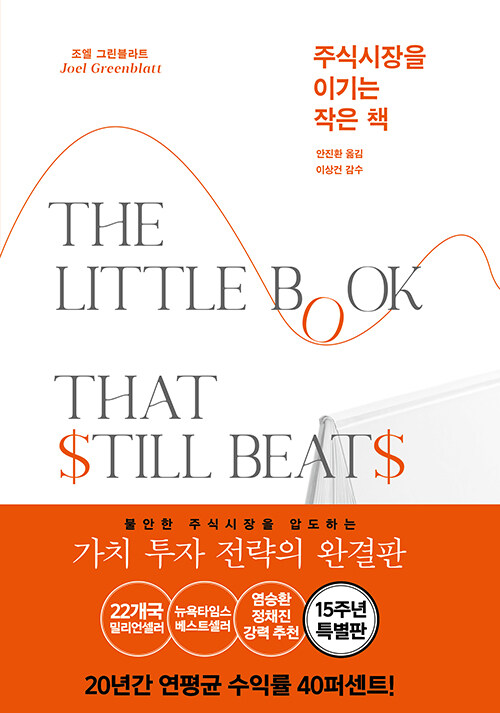 조엘 그린블라트
Joel Greenblatt
주식시장을
이기는
작은 책
안진환 옮김
이상건 감수
THE
LITTLE BOOK
THAT
$TILL BEAT$
불안한 주식시장을 압도하는
가치 투자 전략의 완결판
22개국
밀리언셀러
뉴욕타임스
베스트셀러
염승환
정채진
강력 추천
15주년
특별판
20년간 연평균 수익률 40퍼센트!